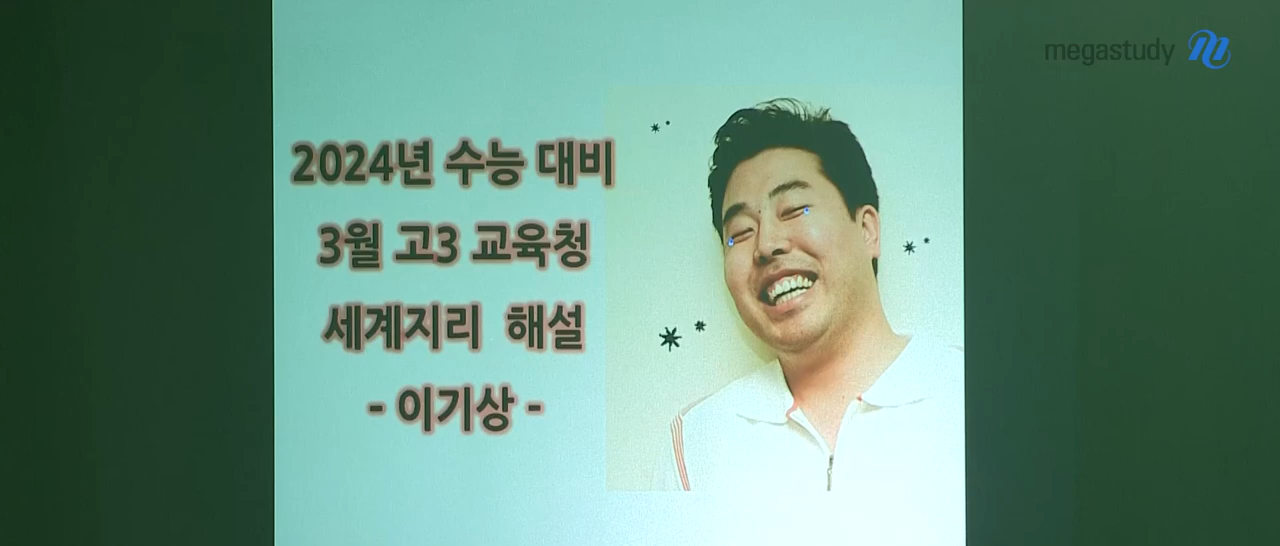 megastudy
2024년 수능 대비
3월 고3 교육청
세계지리 해설
- 이기상 -